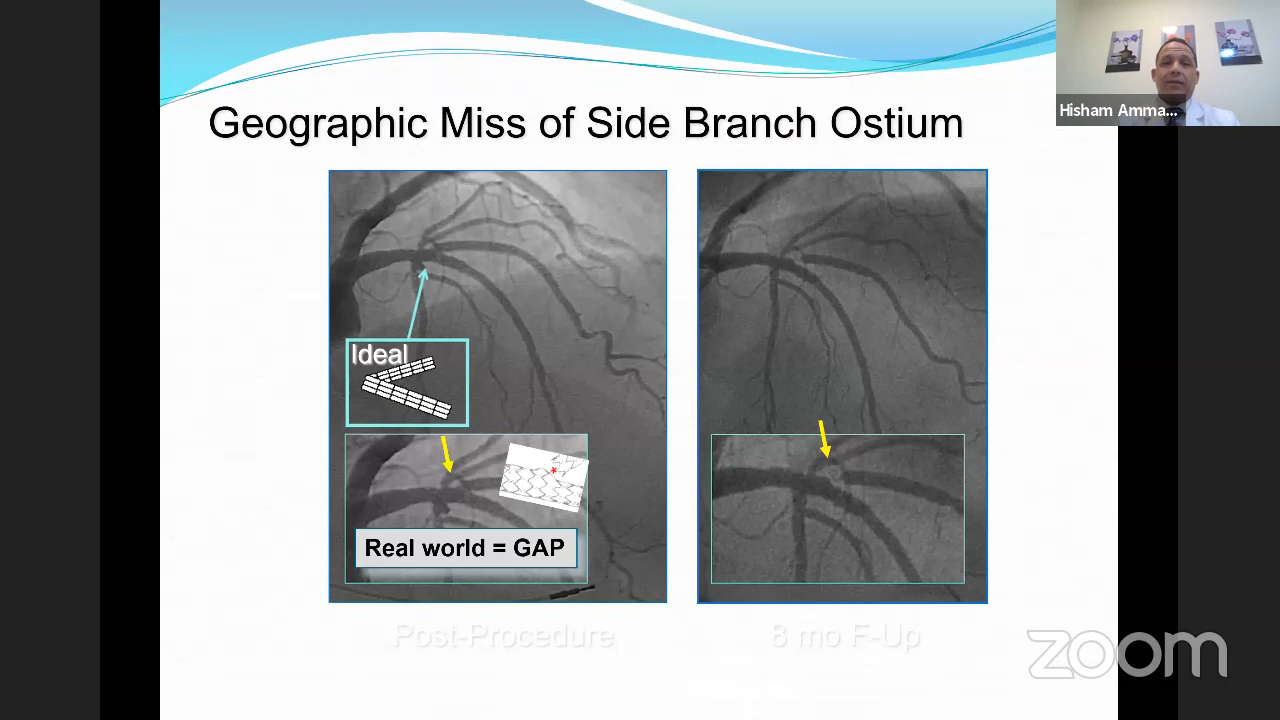 Hisham Amma...
Geographic Miss of Side Branch Ostium
Ideal
*
Real world = GAP
Post-Procedure
8 mo F-Up
zoom